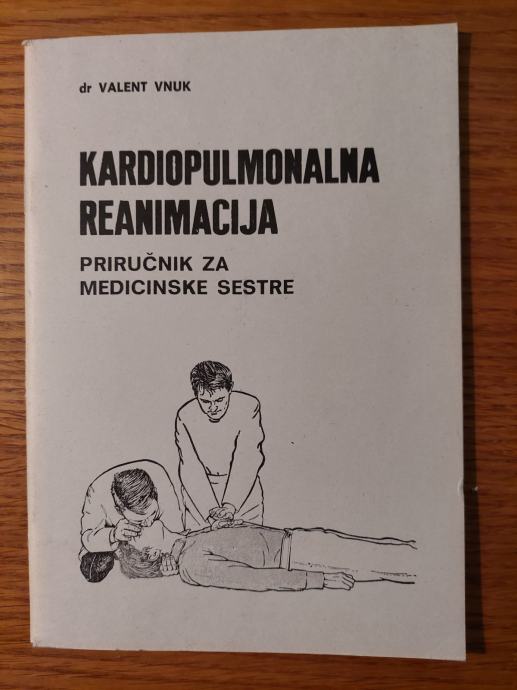 dr VALENT VNUK
KARDIOPULMONALNA
REANIMACIJA
PRIRUČNIK ZA
MEDICINSKE SESTRE